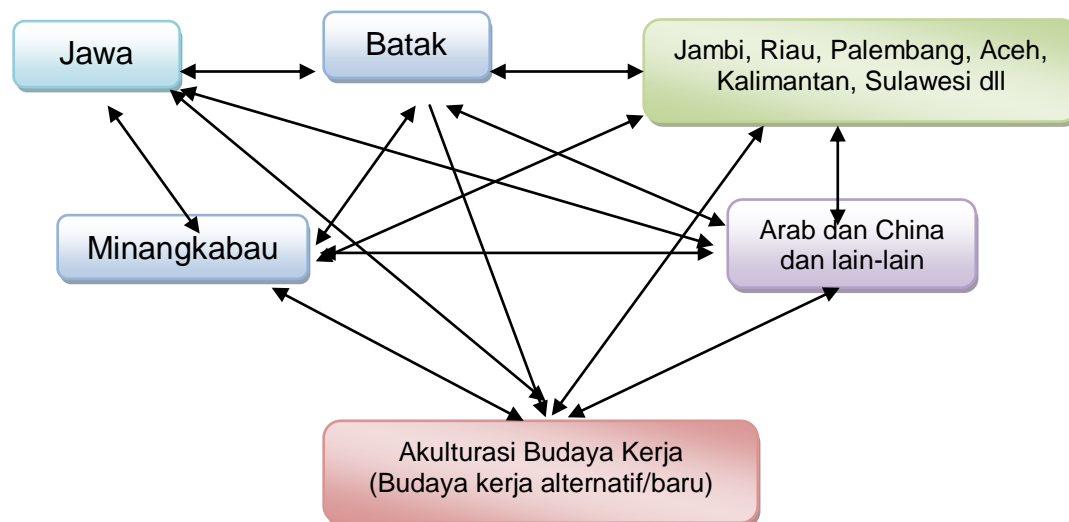 Jawa
Batak
Jambi, Riau, Palembang, Aceh,
Kalimantan, Sulawesi dll
Minangkabau
Arab dan China
dan lain-lain
Akulturasi Budaya Kerja
(Budaya kerja alternatif/baru)